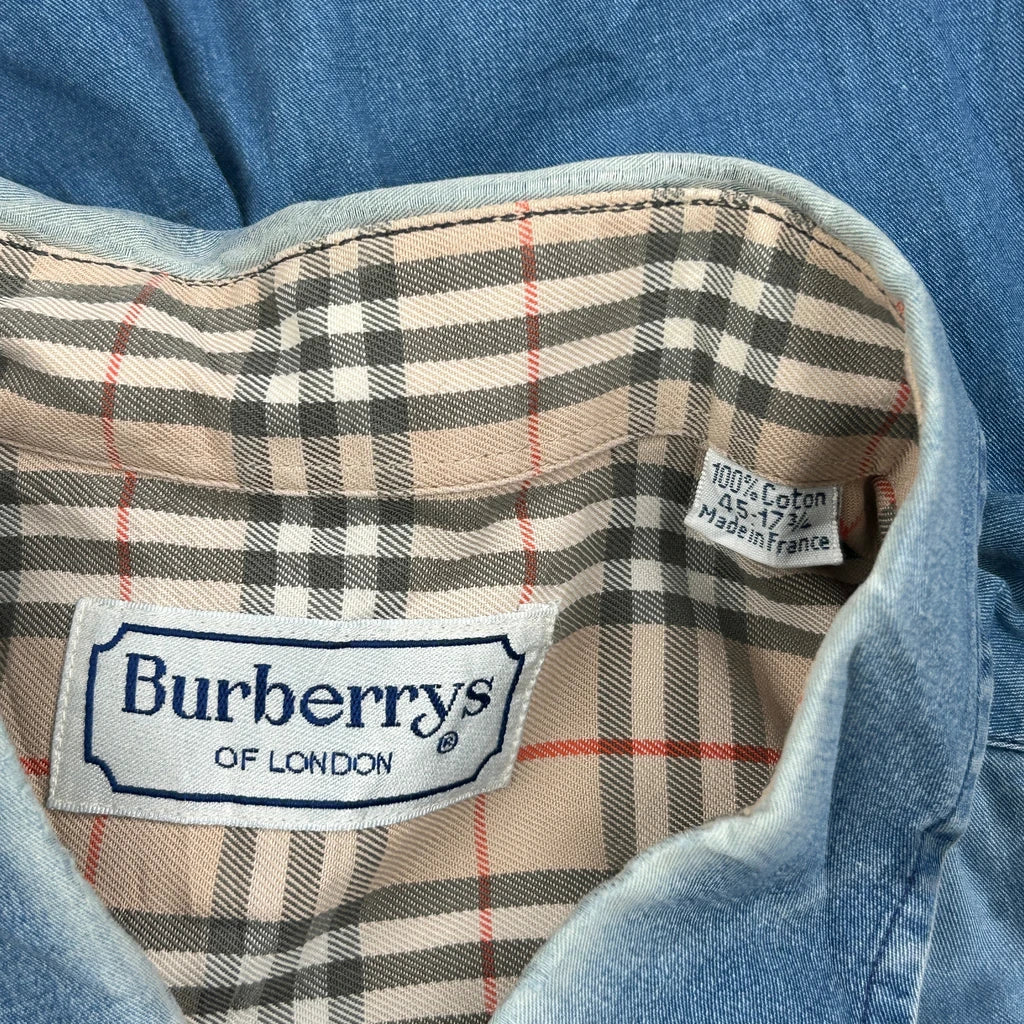 100% Coton
45-17¾
Made in France
Burberrys
®
OF LONDON